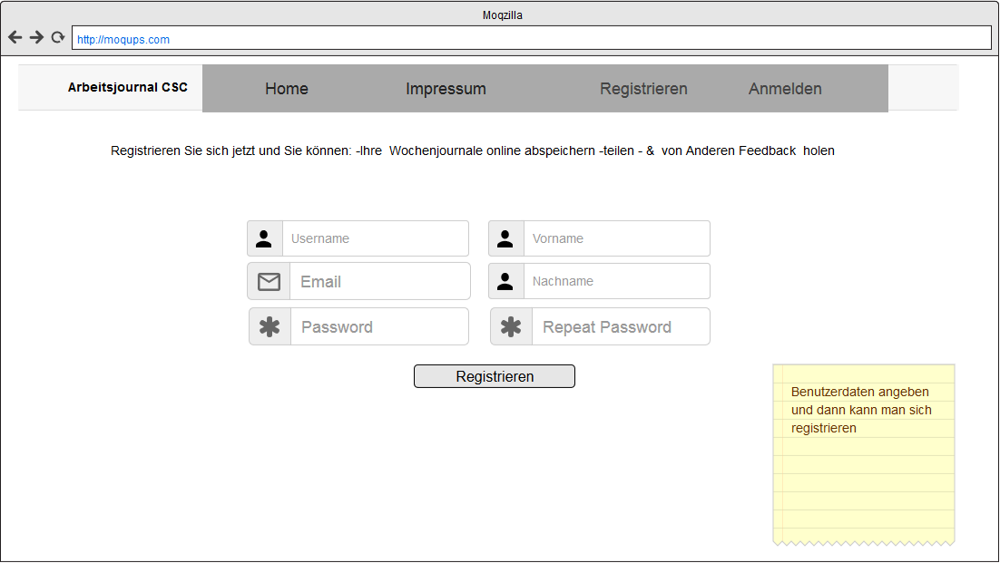 Moqzilla
http://moqups.com
Arbeitsjournal CSC Home Impressum Registrieren Anmelden
Registrieren Sie sich jetzt und Sie können: -Ihre Wochenjournale online abspeichern -teilen - & von Anderen Feedback holen
Username Vorname
Email Nachname
Password Repeat Password
Registrieren
Benutzerdaten angeben
und dann kann man sich
registrieren